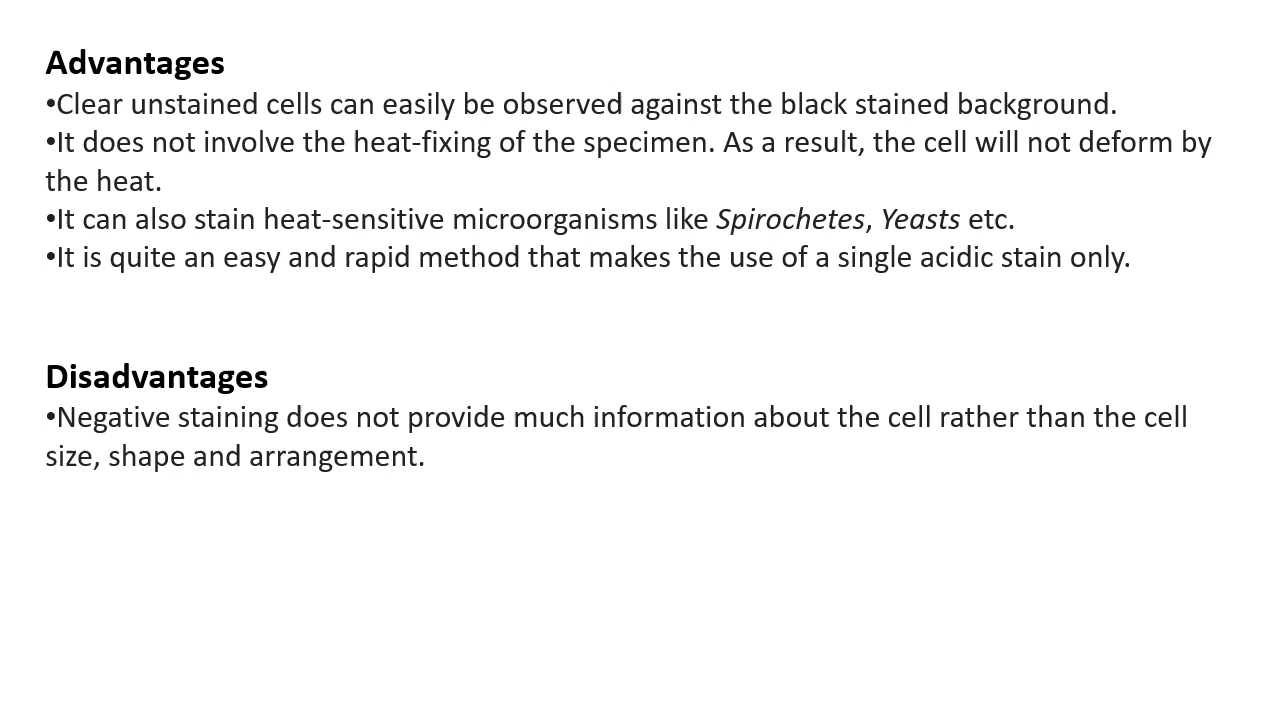 Advantages
•Clear unstained cells can easily be observed against the black stained background.
•It does not involve the heat-fixing of the specimen. As a result, the cell will not deform by
the heat.
•It can also stain heat-sensitive microorganisms like Spirochetes, Yeasts etc.
•It is quite an easy and rapid method that makes the use of a single acidic stain only.
Disadvantages
•Negative staining does not provide much information about the cell rather than the cell
size, shape and arrangement.